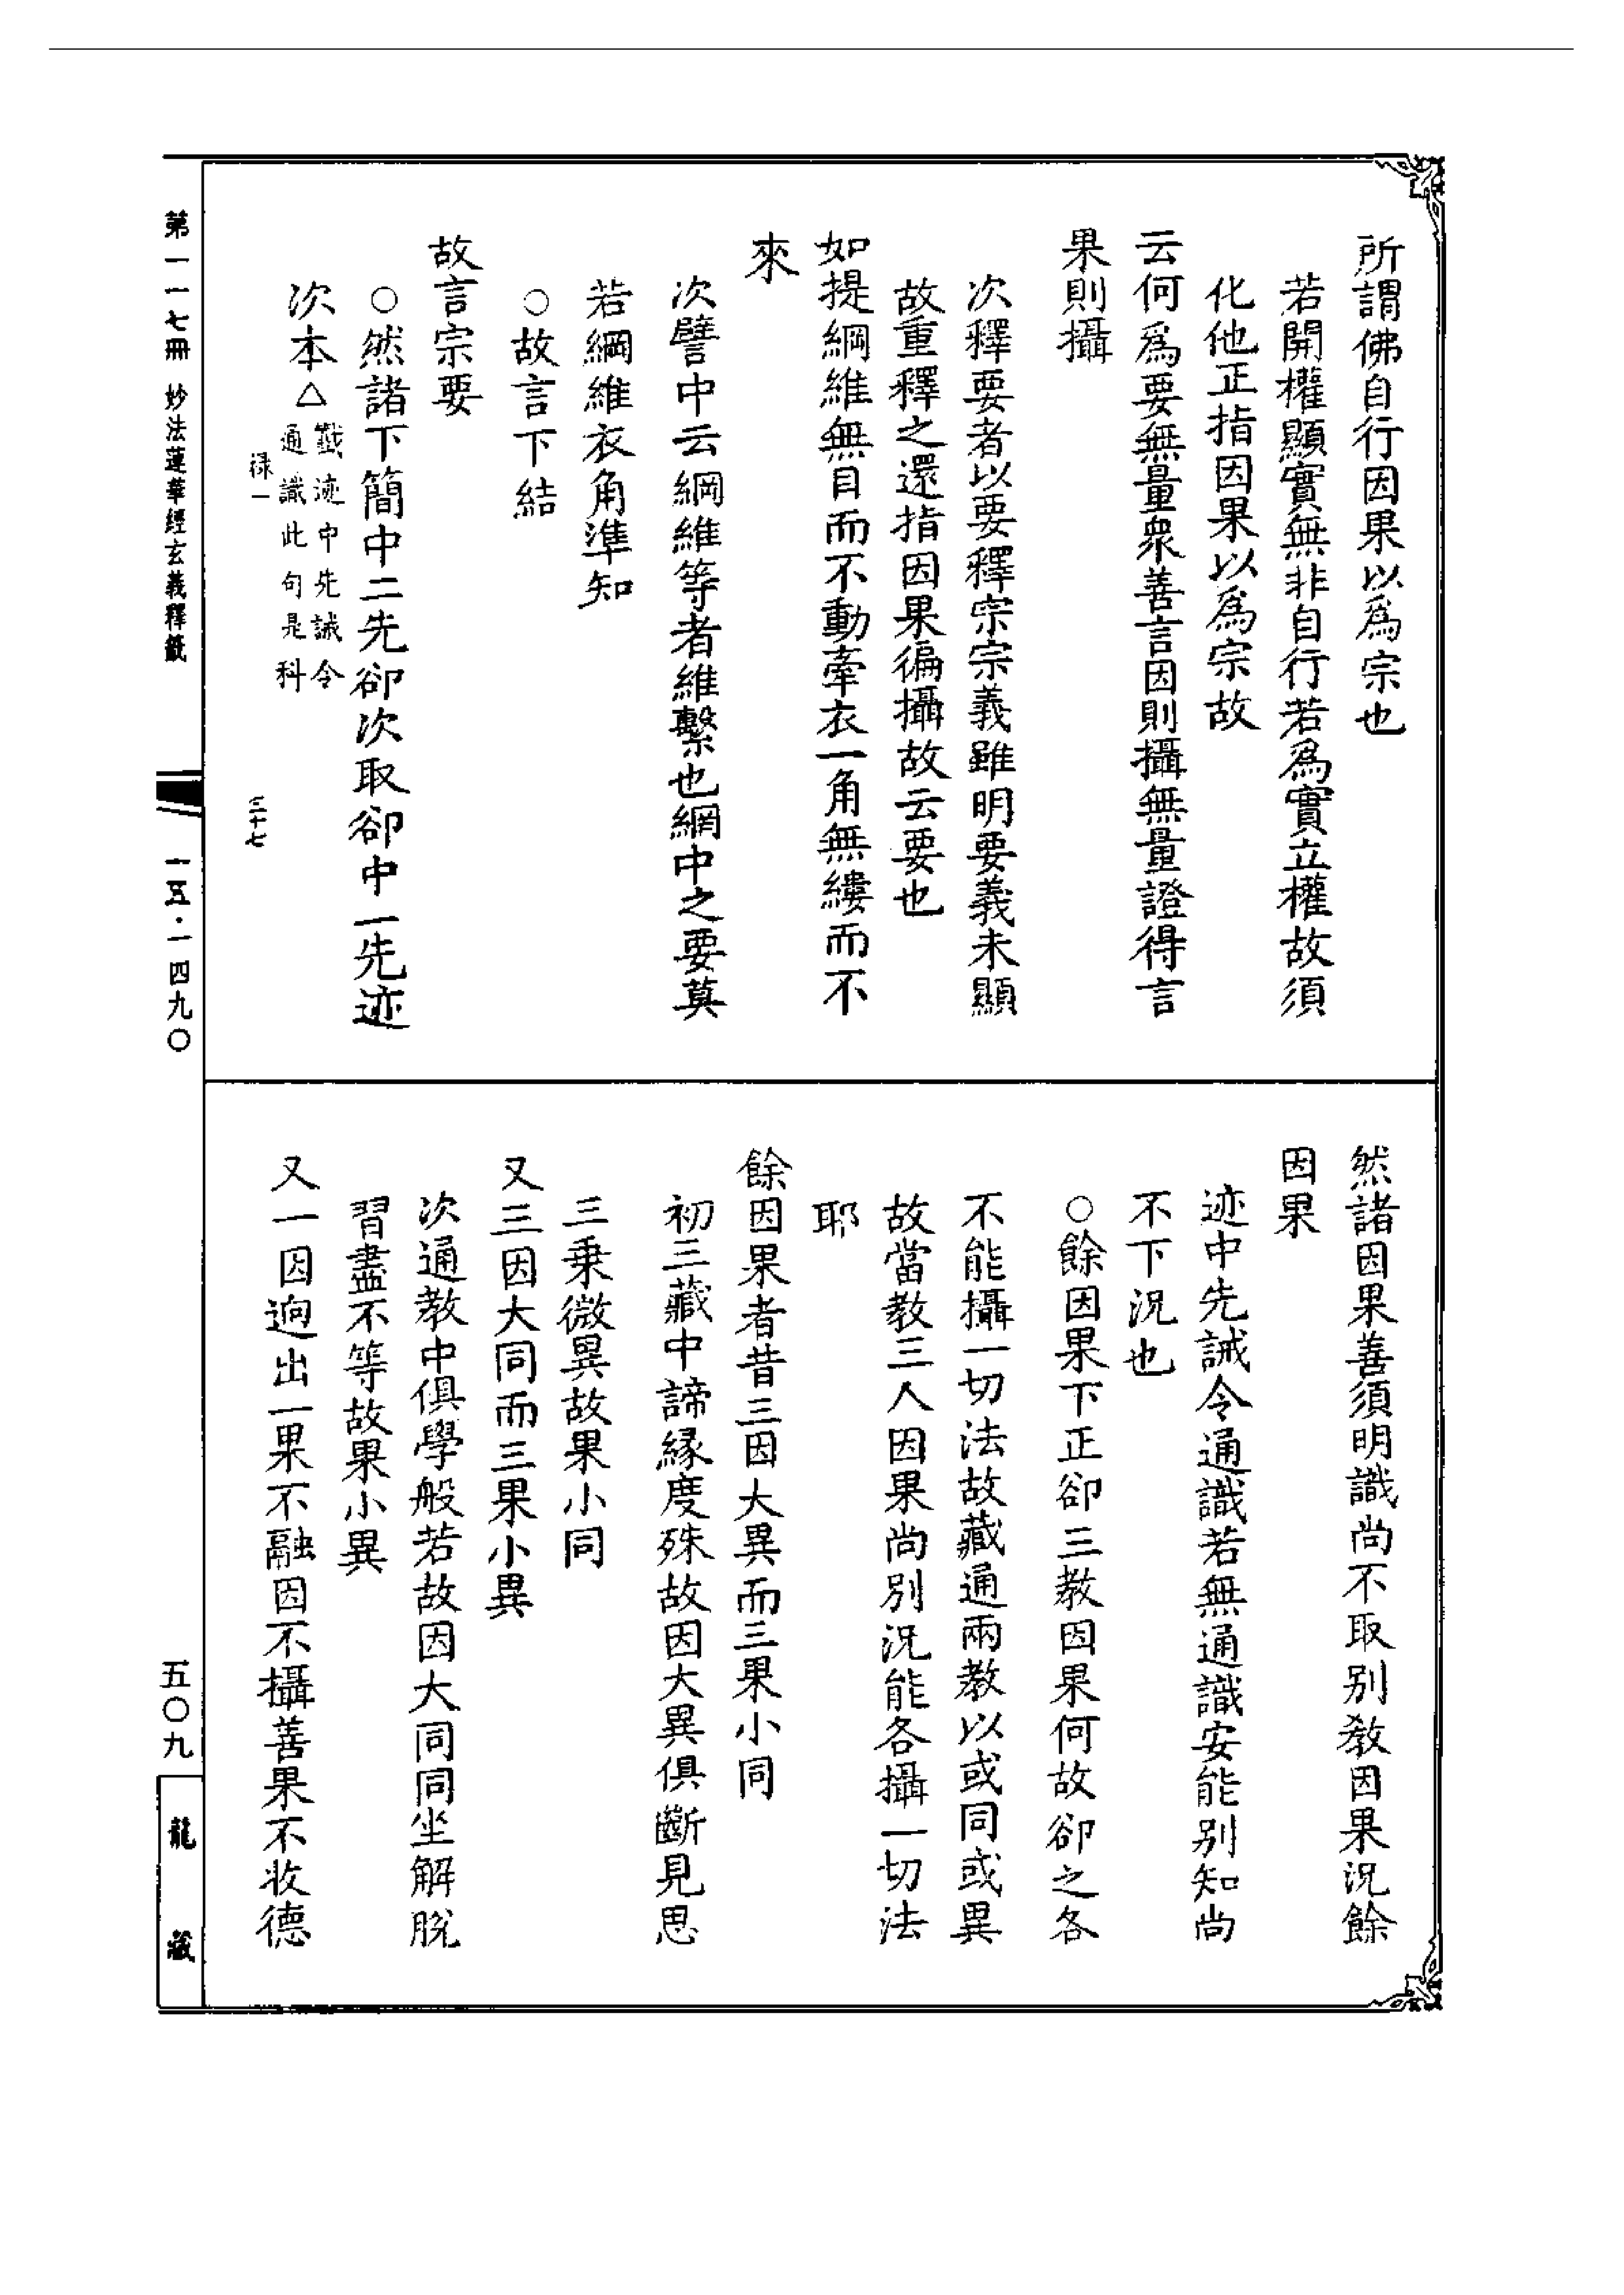 所謂佛自行因果以為宗也
若開權顯實無非自行若為實立權故須
化他正指因果以為宗故
云何為要無量衆善言因則攝無量證得言
果則攝
次釋要者以要釋宗宗義雖明要義未顯
故重釋之還指因果徧攝故云要也
如提綱維無目而不動牽衣一角無縷而不
來
次譬中云綱維等者維繫也網中之要莫
若綱維衣角準知
○故言下結
故言宗要
○然諸下簡中二先卻次取卻中一先迹
次本△
韱迹中先誡令
通識此句是科
祿一
三十七
然諸因果善須明識尚不取別教因果況餘
因果
迹中先誡令通識若無通識安能別知尚
不下況也
○餘因果下正卻三教因果何故卻之各
不能攝一切法故藏通兩教以或同或異
故當教三人因果尚別況能各攝一切法
耶
餘因果者昔三因大異而三果小同
初三藏中諦緣度殊故因大異俱斷見思
三乘微異故果小同
又三因大同而三果小異
次通教中俱學般若故因大同同坐解脫
習盡不等故果小異
又一因逈出一果不融因不攝善果不收德
第一一七冊 妙法蓮華經玄義釋籖
一五·一四九〇
五〇九
龍藏